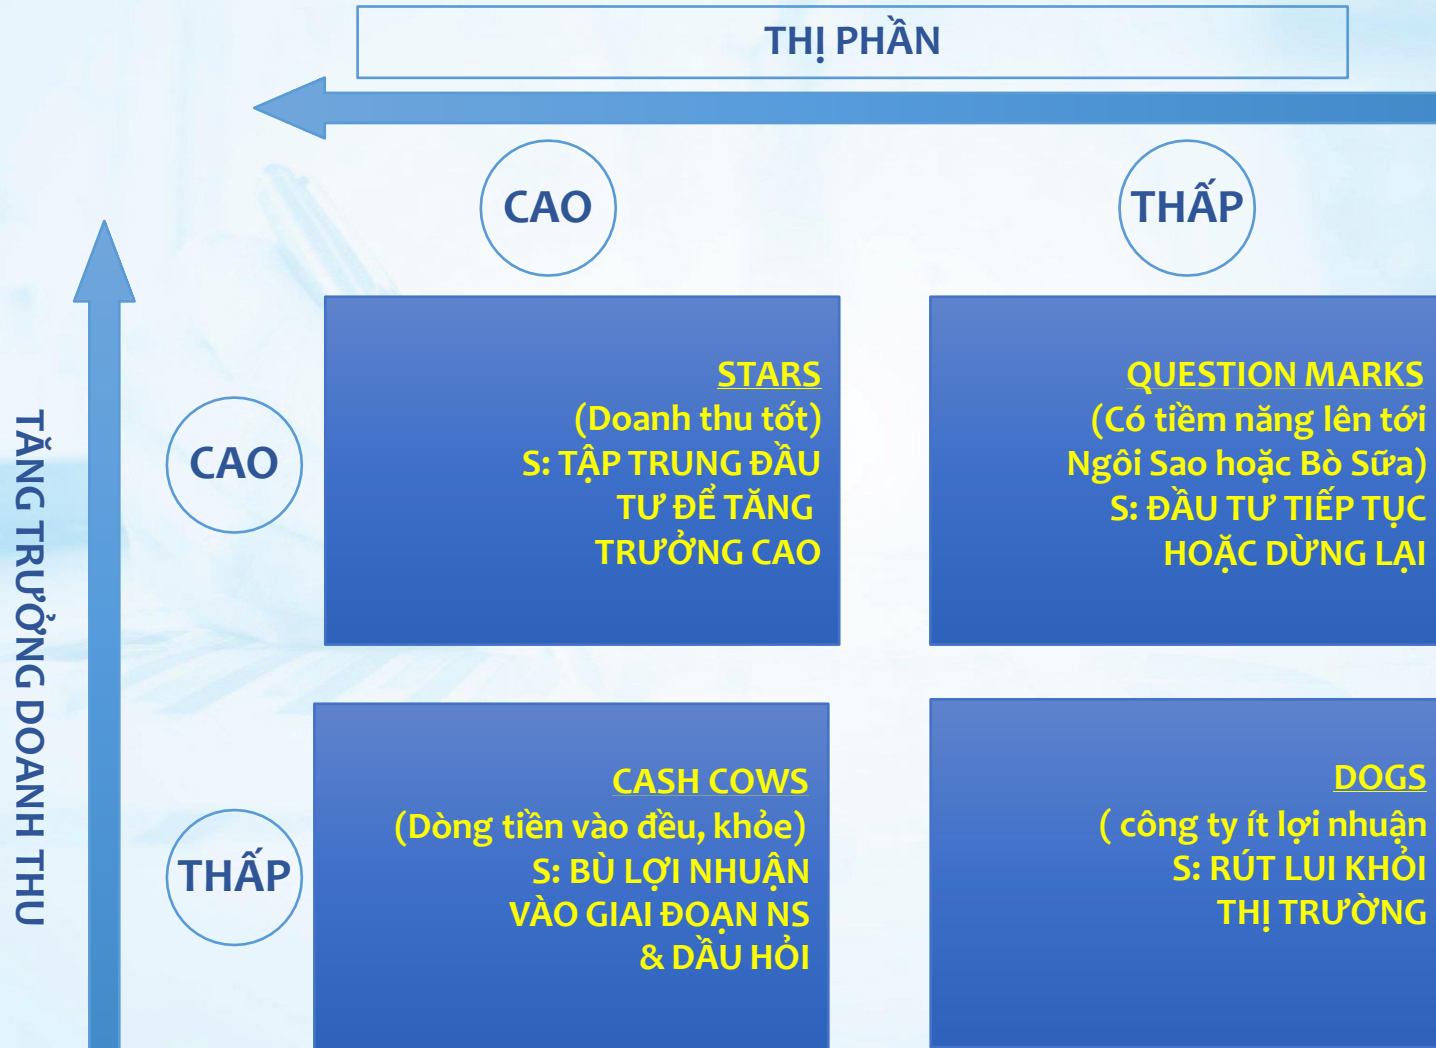 THỊ PHẦN
CAO
THẤP
TĂNG TRƯỞNG DOANH THU
CAO
STARS
(Doanh thu tốt)
S: TẬP TRUNG ĐẦU
TƯ ĐỂ TĂNG
TRƯỞNG CAO
QUESTION MARKS
(Có tiềm năng lên tới
Ngôi Sao hoặc Bò Sữa)
S: ĐẦU TƯ TIẾP TỤC
HOẶC DỪNG LẠI
THẤP
CASH COWS
(Dòng tiền vào đều, khỏe)
S: BÙ LỢI NHUẬN
VÀO GIAI ĐOẠN NS
& DẦU HỎI
DOGS
( công ty ít lợi nhuận
S: RÚT LUI KHỎI
THỊ TRƯỜNG